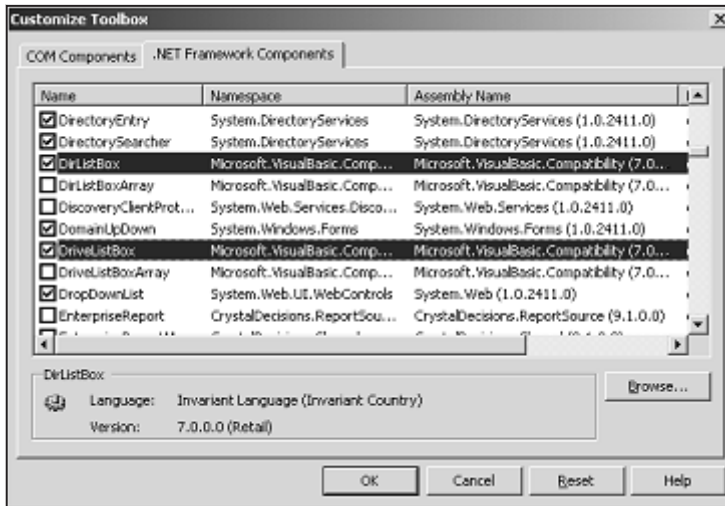 Customize Toolbox
COM Components .NET Framework Components
Name Namespace Assembly Name
DirectoryEntry System.DirectoryServices System.DirectoryServices (1.0.2411.0)
DirectorySearcher System.DirectoryServices System.DirectoryServices (1.0.2411.0)
DirListBox Microsoft.VisualBasic.Comp... Microsoft.VisualBasic.Compatibility (7.0...
DirListBoxArray Microsoft.VisualBasic.Comp... Microsoft.VisualBasic.Compatibility (7.0...
DiscoveryClientProt... System.Web.Services.Disco... System.Web.Services (1.0.2411.0)
DomainUpDown System.Windows.Forms System.Windows.Forms (1.0.2411.0)
DriveListBox Microsoft.VisualBasic.Comp... Microsoft.VisualBasic.Compatibility (7.0...
DriveListBoxArray Microsoft.VisualBasic.Comp... Microsoft.VisualBasic.Compatibility (7.0...
DropDownList System.Web.UI.WebControls System.Web (1.0.2411.0)
EnterpriseReport CrystalDecisions.ReportSou... CrystalDecisions.ReportSource (9.1.0.0)
DirListBox
Browse...
Language: Invariant Language (Invariant Country)
Version: 7.0.0.0 (Retail)
OK Cancel Reset Help